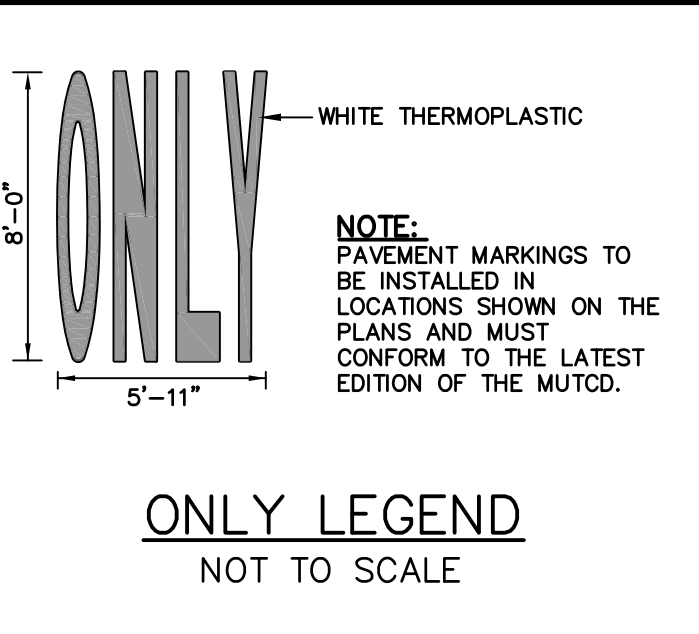 ONLY
WHITE THERMOPLASTIC
8'-0"
5'-11"
NOTE:
PAVEMENT MARKINGS TO
BE INSTALLED IN
LOCATIONS SHOWN ON THE
PLANS AND MUST
CONFORM TO THE LATEST
EDITION OF THE MUTCD.
ONLY LEGEND
NOT TO SCALE